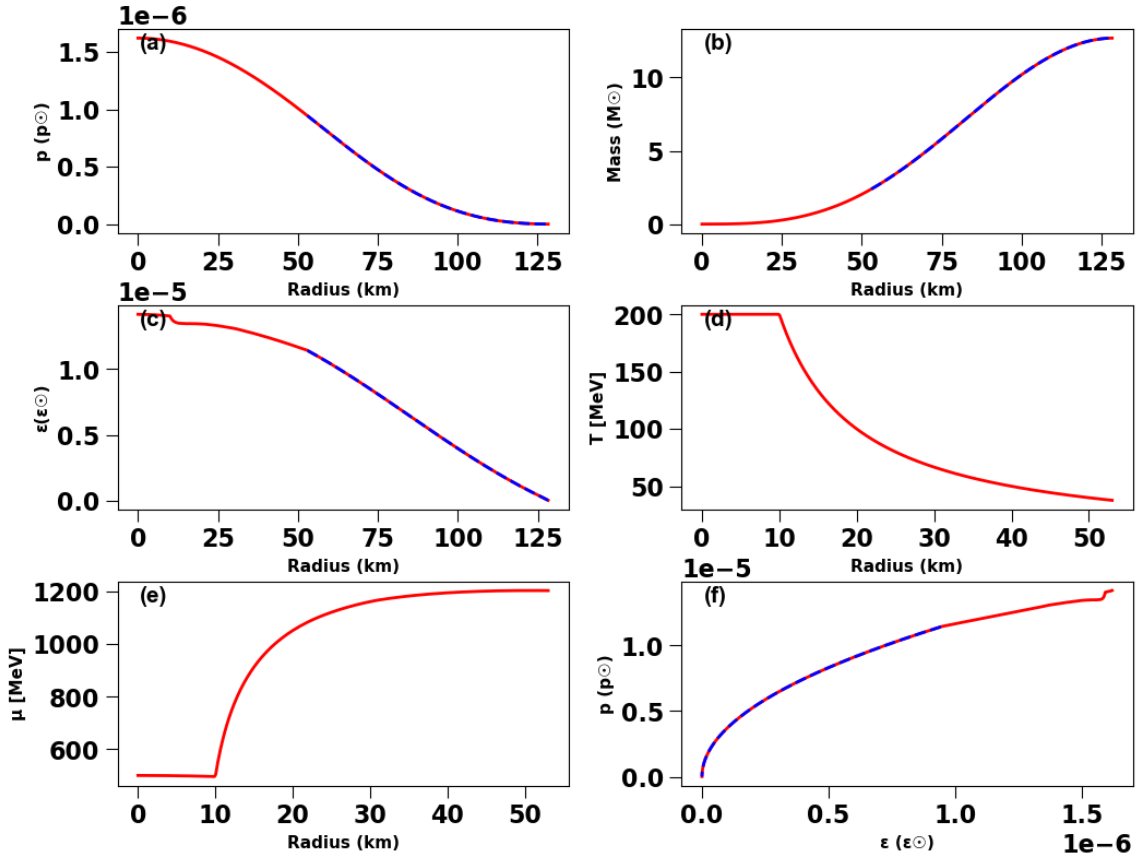 1e−6
(a)
1.5
1.0
0.5
0.0
p (p☉)
0 25 50 75 100 125
Radius (km)
(b)
10
5
0
Mass (M☉)
0 25 50 75 100 125
Radius (km)
1e−5
(c)
1.0
0.5
0.0
ε(ε☉)
0 25 50 75 100 125
Radius (km)
(d)
200
150
100
50
T [MeV]
0 10 20 30 40 50
Radius (km)
(e)
1200
1000
800
600
μ [MeV]
0 10 20 30 40 50
Radius (km)
1e−5
(f)
1.0
0.5
0.0
p (p☉)
0.0 0.5 1.0 1.5
ε (ε☉)
1e−6